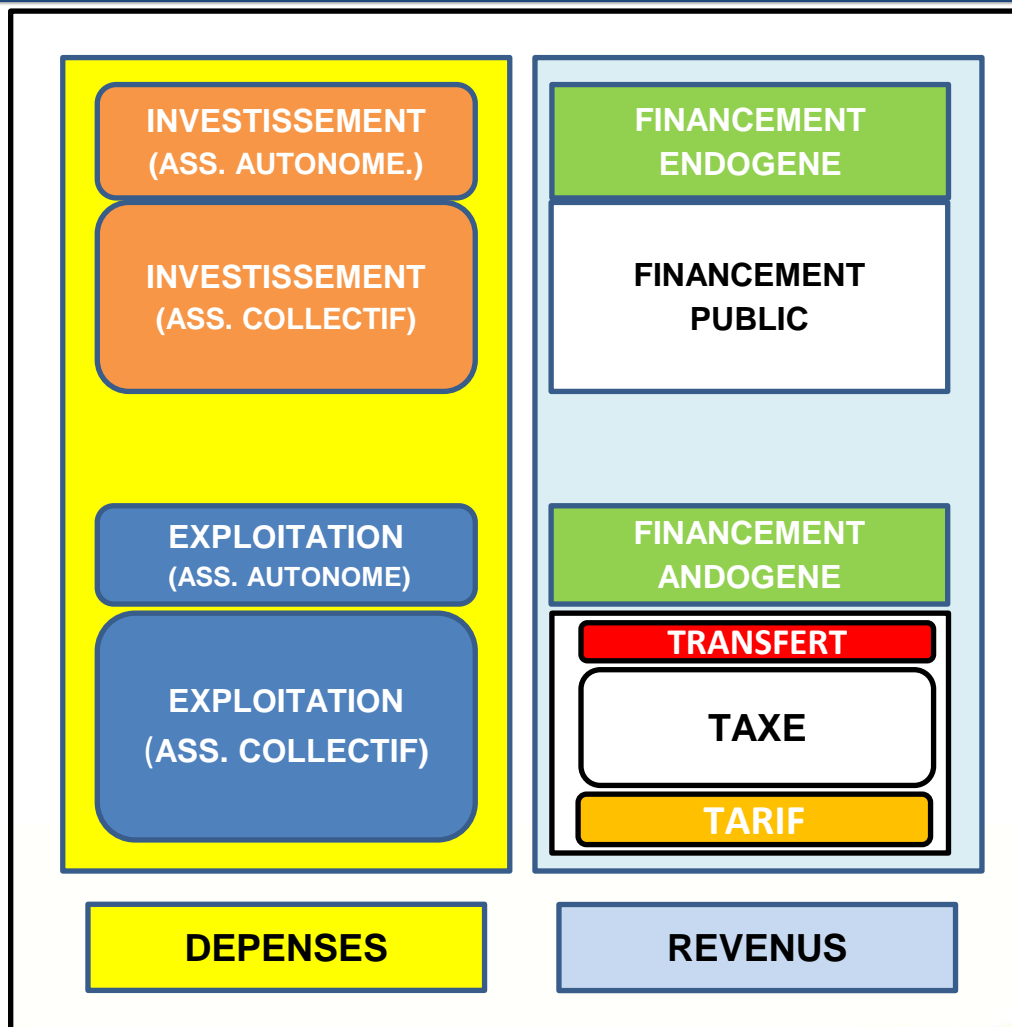 INVESTISSEMENT
(ASS. AUTONOME.)
INVESTISSEMENT
(ASS. COLLECTIF)
EXPLOITATION
(ASS. AUTONOME)
EXPLOITATION
(ASS. COLLECTIF)
DEPENSES
FINANCEMENT
ENDOGENE
FINANCEMENT
PUBLIC
FINANCEMENT
ANDOGENE
TRANSFERT
TAXE
TARIF
REVENUS